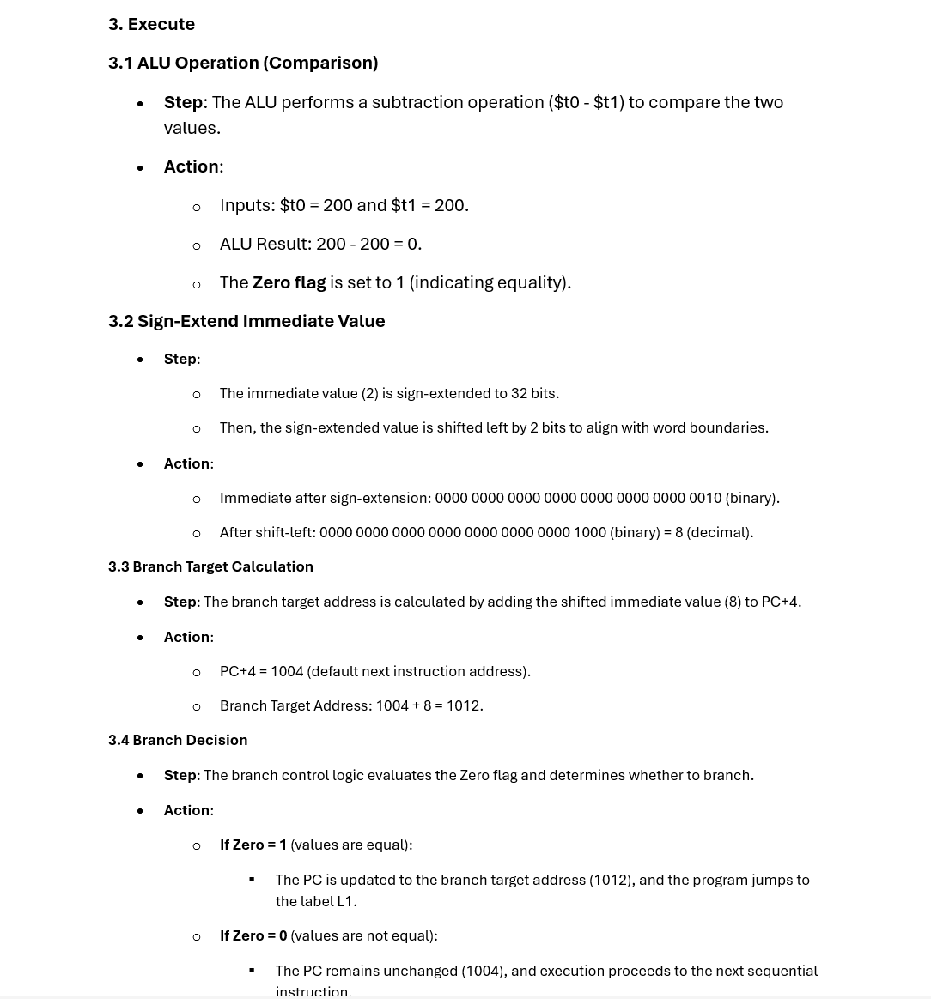 3. Execute
3.1 ALU Operation (Comparison)
• Step: The ALU performs a subtraction operation ($t0 - $t1) to compare the two
values.
• Action:
o Inputs: $t0 = 200 and $t1 = 200.
o ALU Result: 200 - 200 = 0.
o The Zero flag is set to 1 (indicating equality).
3.2 Sign-Extend Immediate Value
• Step:
o The immediate value (2) is sign-extended to 32 bits.
o Then, the sign-extended value is shifted left by 2 bits to align with word boundaries.
• Action:
o Immediate after sign-extension: 0000 0000 0000 0000 0000 0000 0000 0010 (binary).
o After shift-left: 0000 0000 0000 0000 0000 0000 0000 1000 (binary) = 8 (decimal).
3.3 Branch Target Calculation
• Step: The branch target address is calculated by adding the shifted immediate value (8) to PC+4.
• Action:
o PC+4 = 1004 (default next instruction address).
o Branch Target Address: 1004 + 8 = 1012.
3.4 Branch Decision
• Step: The branch control logic evaluates the Zero flag and determines whether to branch.
• Action:
o If Zero = 1 (values are equal):
▪ The PC is updated to the branch target address (1012), and the program jumps to
the label L1.
o If Zero = 0 (values are not equal):
▪ The PC remains unchanged (1004), and execution proceeds to the next sequential
instruction.